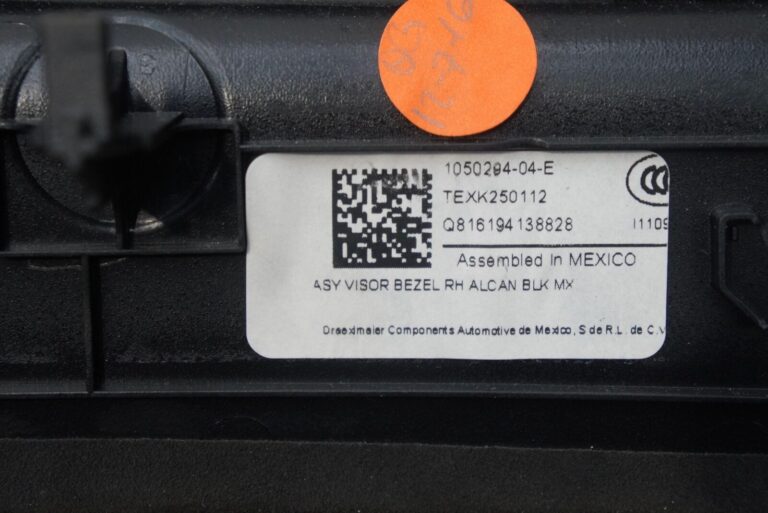 1050294-04-E
TEXK250112
Q816194138828
I1109
Assembled in MEXICO
ASY VISOR BEZEL RH ALCAN BLK MX
Draexlmaier Components Automotive de Mexico, S de R.L. de C.V